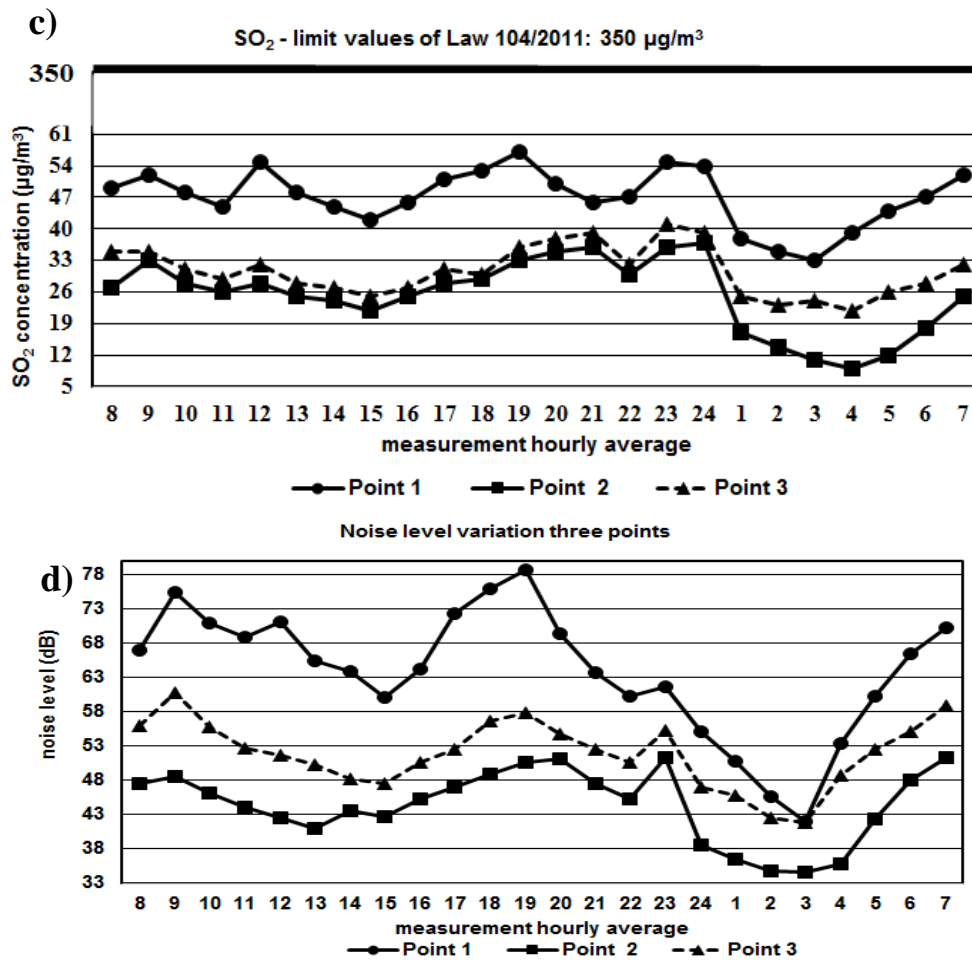 c)
SO₂ - limit values of Law 104/2011: 350 µg/m³
SO₂ concentration (µg/m³)
350
61
54
47
40
33
26
19
12
5
8 9 10 11 12 13 14 15 16 17 18 19 20 21 22 23 24 1 2 3 4 5 6 7
measurement hourly average
Point 1 Point 2 Point 3
Noise level variation three points
d)
noise level (dB)
78
73
68
63
58
53
48
43
38
33
8 9 10 11 12 13 14 15 16 17 18 19 20 21 22 23 24 1 2 3 4 5 6 7
measurement hourly average
Point 1 Point 2 Point 3